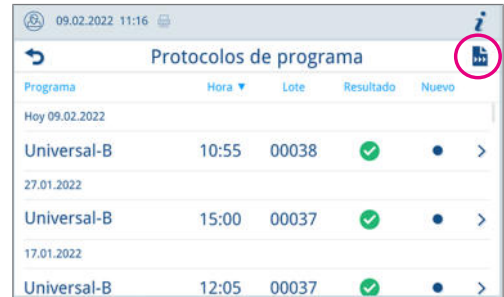 09.02.2022 11:16
Protocolos de programa
Programa Hora ▼ Lote Resultado Nuevo
Hoy 09.02.2022
Universal-B 10:55 00038
27.01.2022
Universal-B 15:00 00037
17.01.2022
Universal-B 12:05 00037